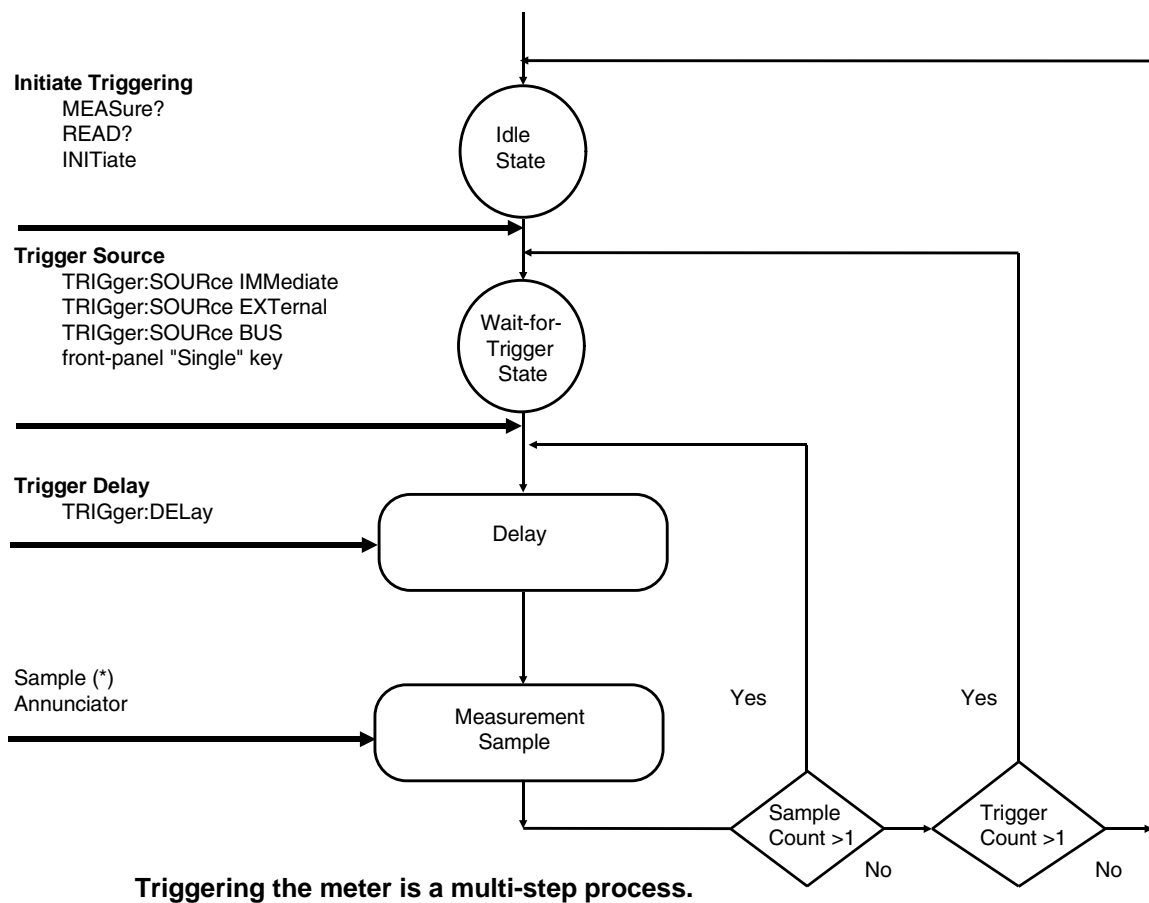 Initiate Triggering
MEASure?
READ?
INITiate
Idle
State
Trigger Source
TRIGger:SOURce IMMediate
TRIGger:SOURce EXTernal
TRIGger:SOURce BUS
front-panel "Single" key
Wait-for-
Trigger
State
Trigger Delay
TRIGger:DELay
Delay
Sample (*)
Annunciator
Measurement
Sample
Yes
Yes
Sample
Count >1
No
Trigger
Count >1
No
Triggering the meter is a multi-step process.